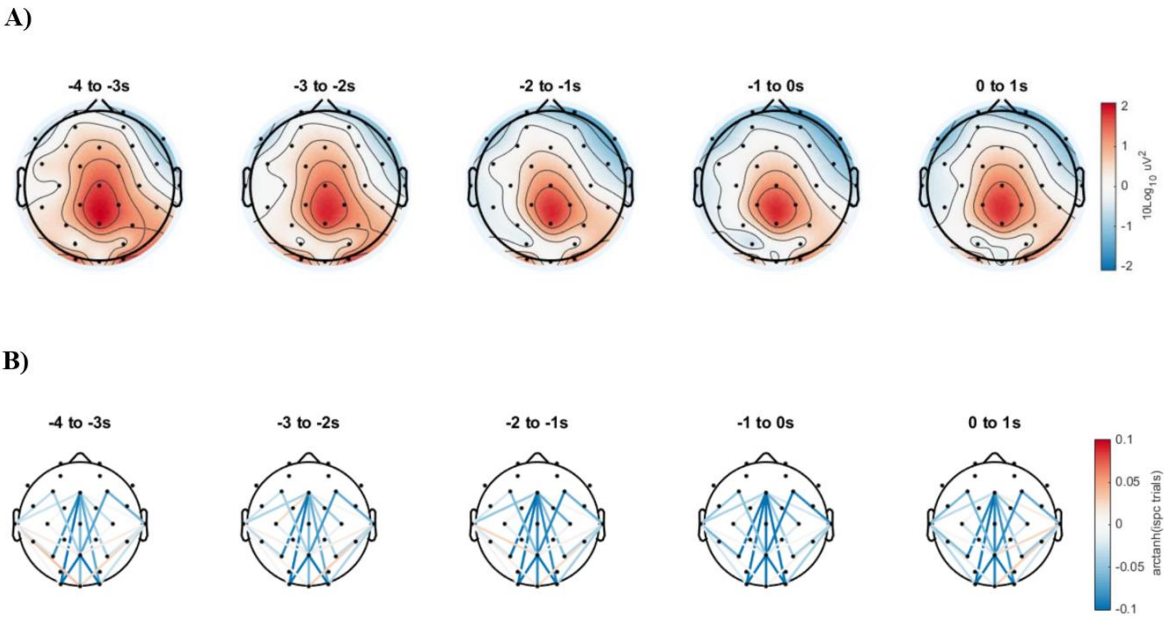 A)
-4 to -3s
-3 to -2s
-2 to -1s
-1 to 0s
0 to 1s
2
1
0
-1
-2
10Log10 uV2
B)
-4 to -3s
-3 to -2s
-2 to -1s
-1 to 0s
0 to 1s
0.1
0.05
0
-0.05
-0.1
arctanh(ispc trials)